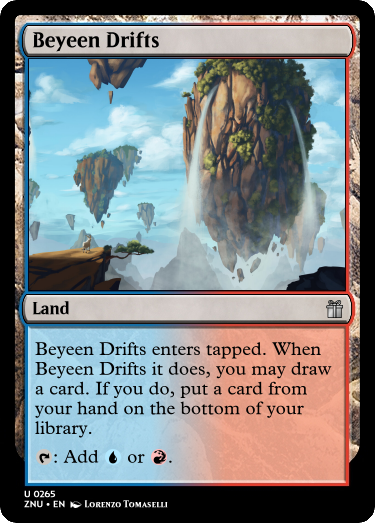 Beyeen Drifts
Land
Beyeen Drifts enters tapped. When
Beyeen Drifts it does, you may draw
a card. If you do, put a card from
your hand on the bottom of your
library.
: Add or .
U 0265
ZNU • EN Lorenzo Tomaselli